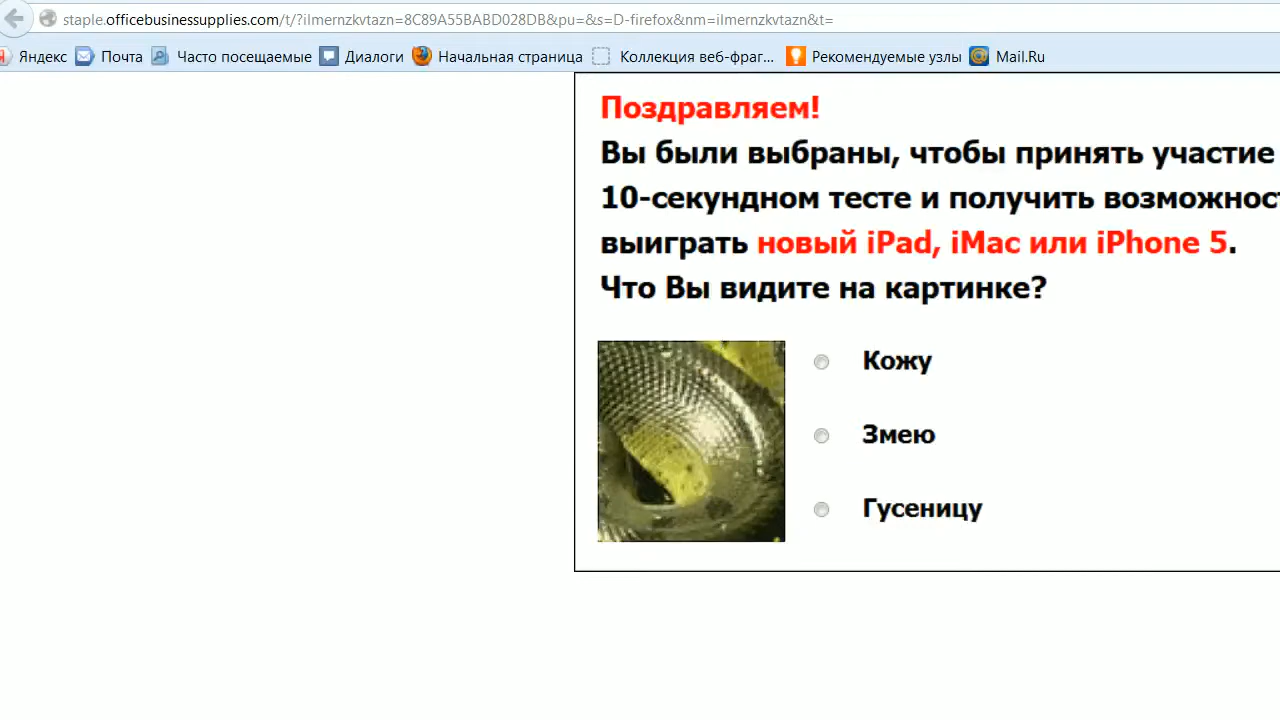 staple.officebusinesssupplies.com/t/?ilmernzkvtazn=8C89A55BABD028DB&pu=&s=D-firefox&nm=ilmernzkvtazn&t=
Яндекс Почта Часто посещаемые Диалоги Начальная страница Коллекция веб-фраг... Рекомендуемые узлы Mail.Ru
Поздравляем!
Вы были выбраны, чтобы принять участие
10-секундном тесте и получить возможност
выиграть новый iPad, iMac или iPhone 5.
Что Вы видите на картинке?
Кожу
Змею
Гусеницу